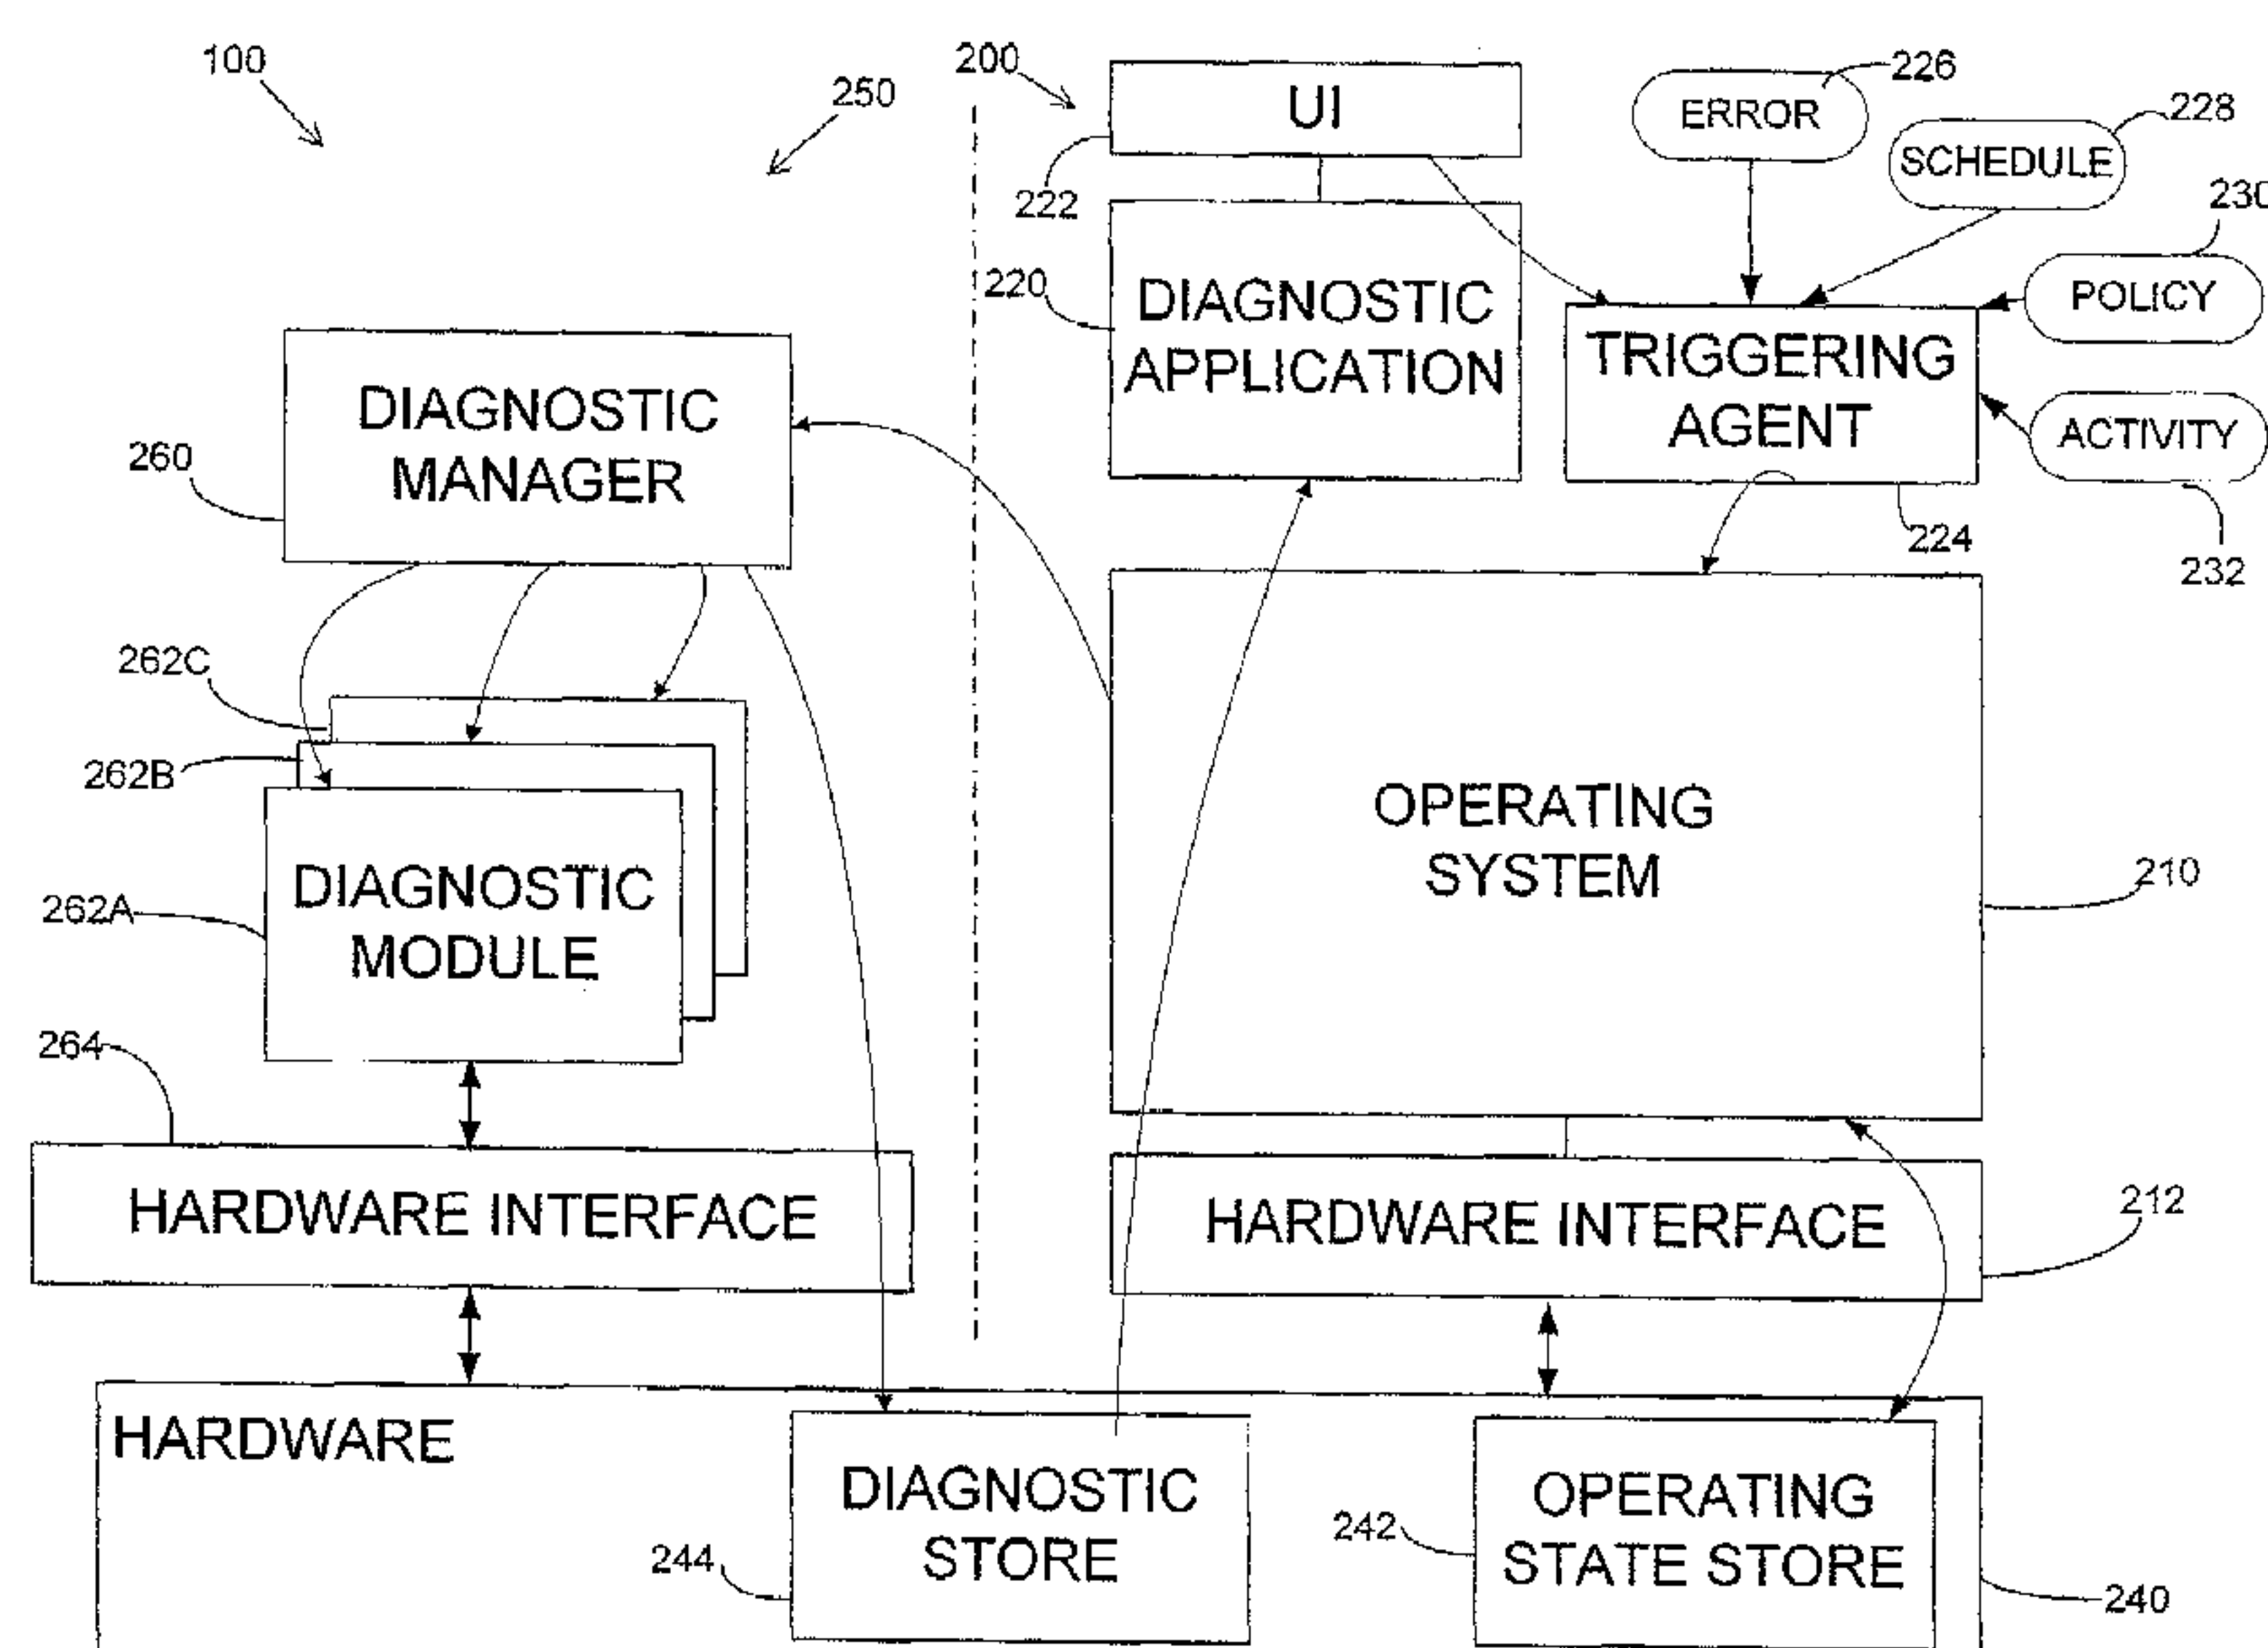 100
250
200
UI
222
ERROR
226
SCHEDULE
228
230
POLICY
ACTIVITY
232
220
DIAGNOSTIC
APPLICATION
TRIGGERING
AGENT
224
DIAGNOSTIC
MANAGER
260
262C
262B
262A
DIAGNOSTIC
MODULE
OPERATING
SYSTEM
210
264
HARDWARE INTERFACE
HARDWARE INTERFACE
212
HARDWARE
DIAGNOSTIC
STORE
244
OPERATING
STATE STORE
242
240